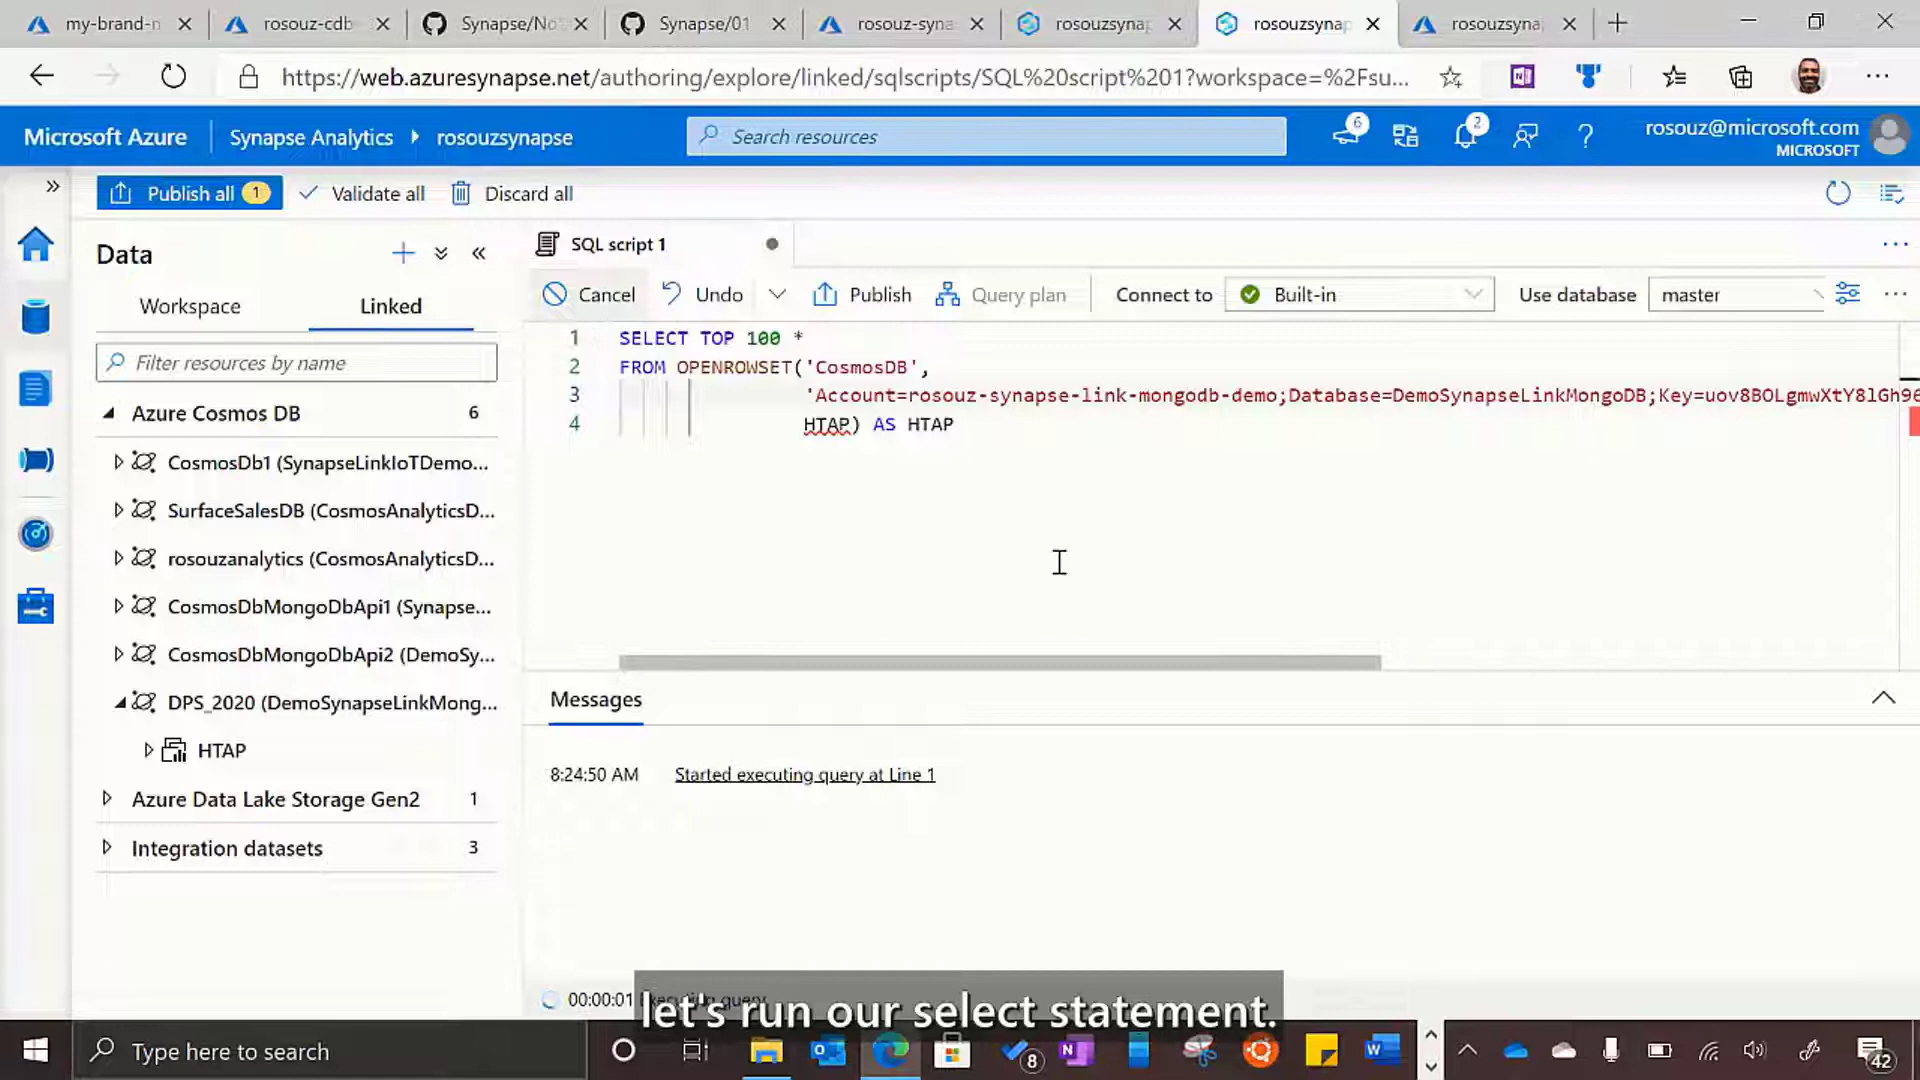 my-brand-n
rosouz-cdb
Synapse/No
Synapse/01
rosouz-syna
rosouzsynap
rosouzsynap
rosouzsyna
https://web.azuresynapse.net/authoring/explore/linked/sqlscripts/SQL%20script%201?workspace=%2Fsu...
Microsoft Azure
Synapse Analytics
rosouzsynapse
Search resources
6
2
rosouz@microsoft.com
MICROSOFT
Publish all 1
Validate all
Discard all
Data
SQL script 1
Workspace
Linked
Cancel
Undo
Publish
Query plan
Connect to
Built-in
Use database
master
Filter resources by name
1 SELECT TOP 100 *
2 FROM OPENROWSET('CosmosDB',
3 'Account=rosouz-synapse-link-mongodb-demo;Database=DemoSynapseLinkMongoDB;Key=uov8BOLgmwXtY8lGh96
4 HTAP) AS HTAP
Azure Cosmos DB 6
CosmosDb1 (SynapseLinkIoTDemo...
SurfaceSalesDB (CosmosAnalyticsD...
rosouzanalytics (CosmosAnalyticsD...
CosmosDbMongoDbApi1 (Synapse...
CosmosDbMongoDbApi2 (DemoSy...
DPS_2020 (DemoSynapseLinkMong...
HTAP
Azure Data Lake Storage Gen2 1
Integration datasets 3
Messages
8:24:50 AM Started executing query at Line 1
00:00:01 Executing query
let's run our select statement.
Type here to search
8
42